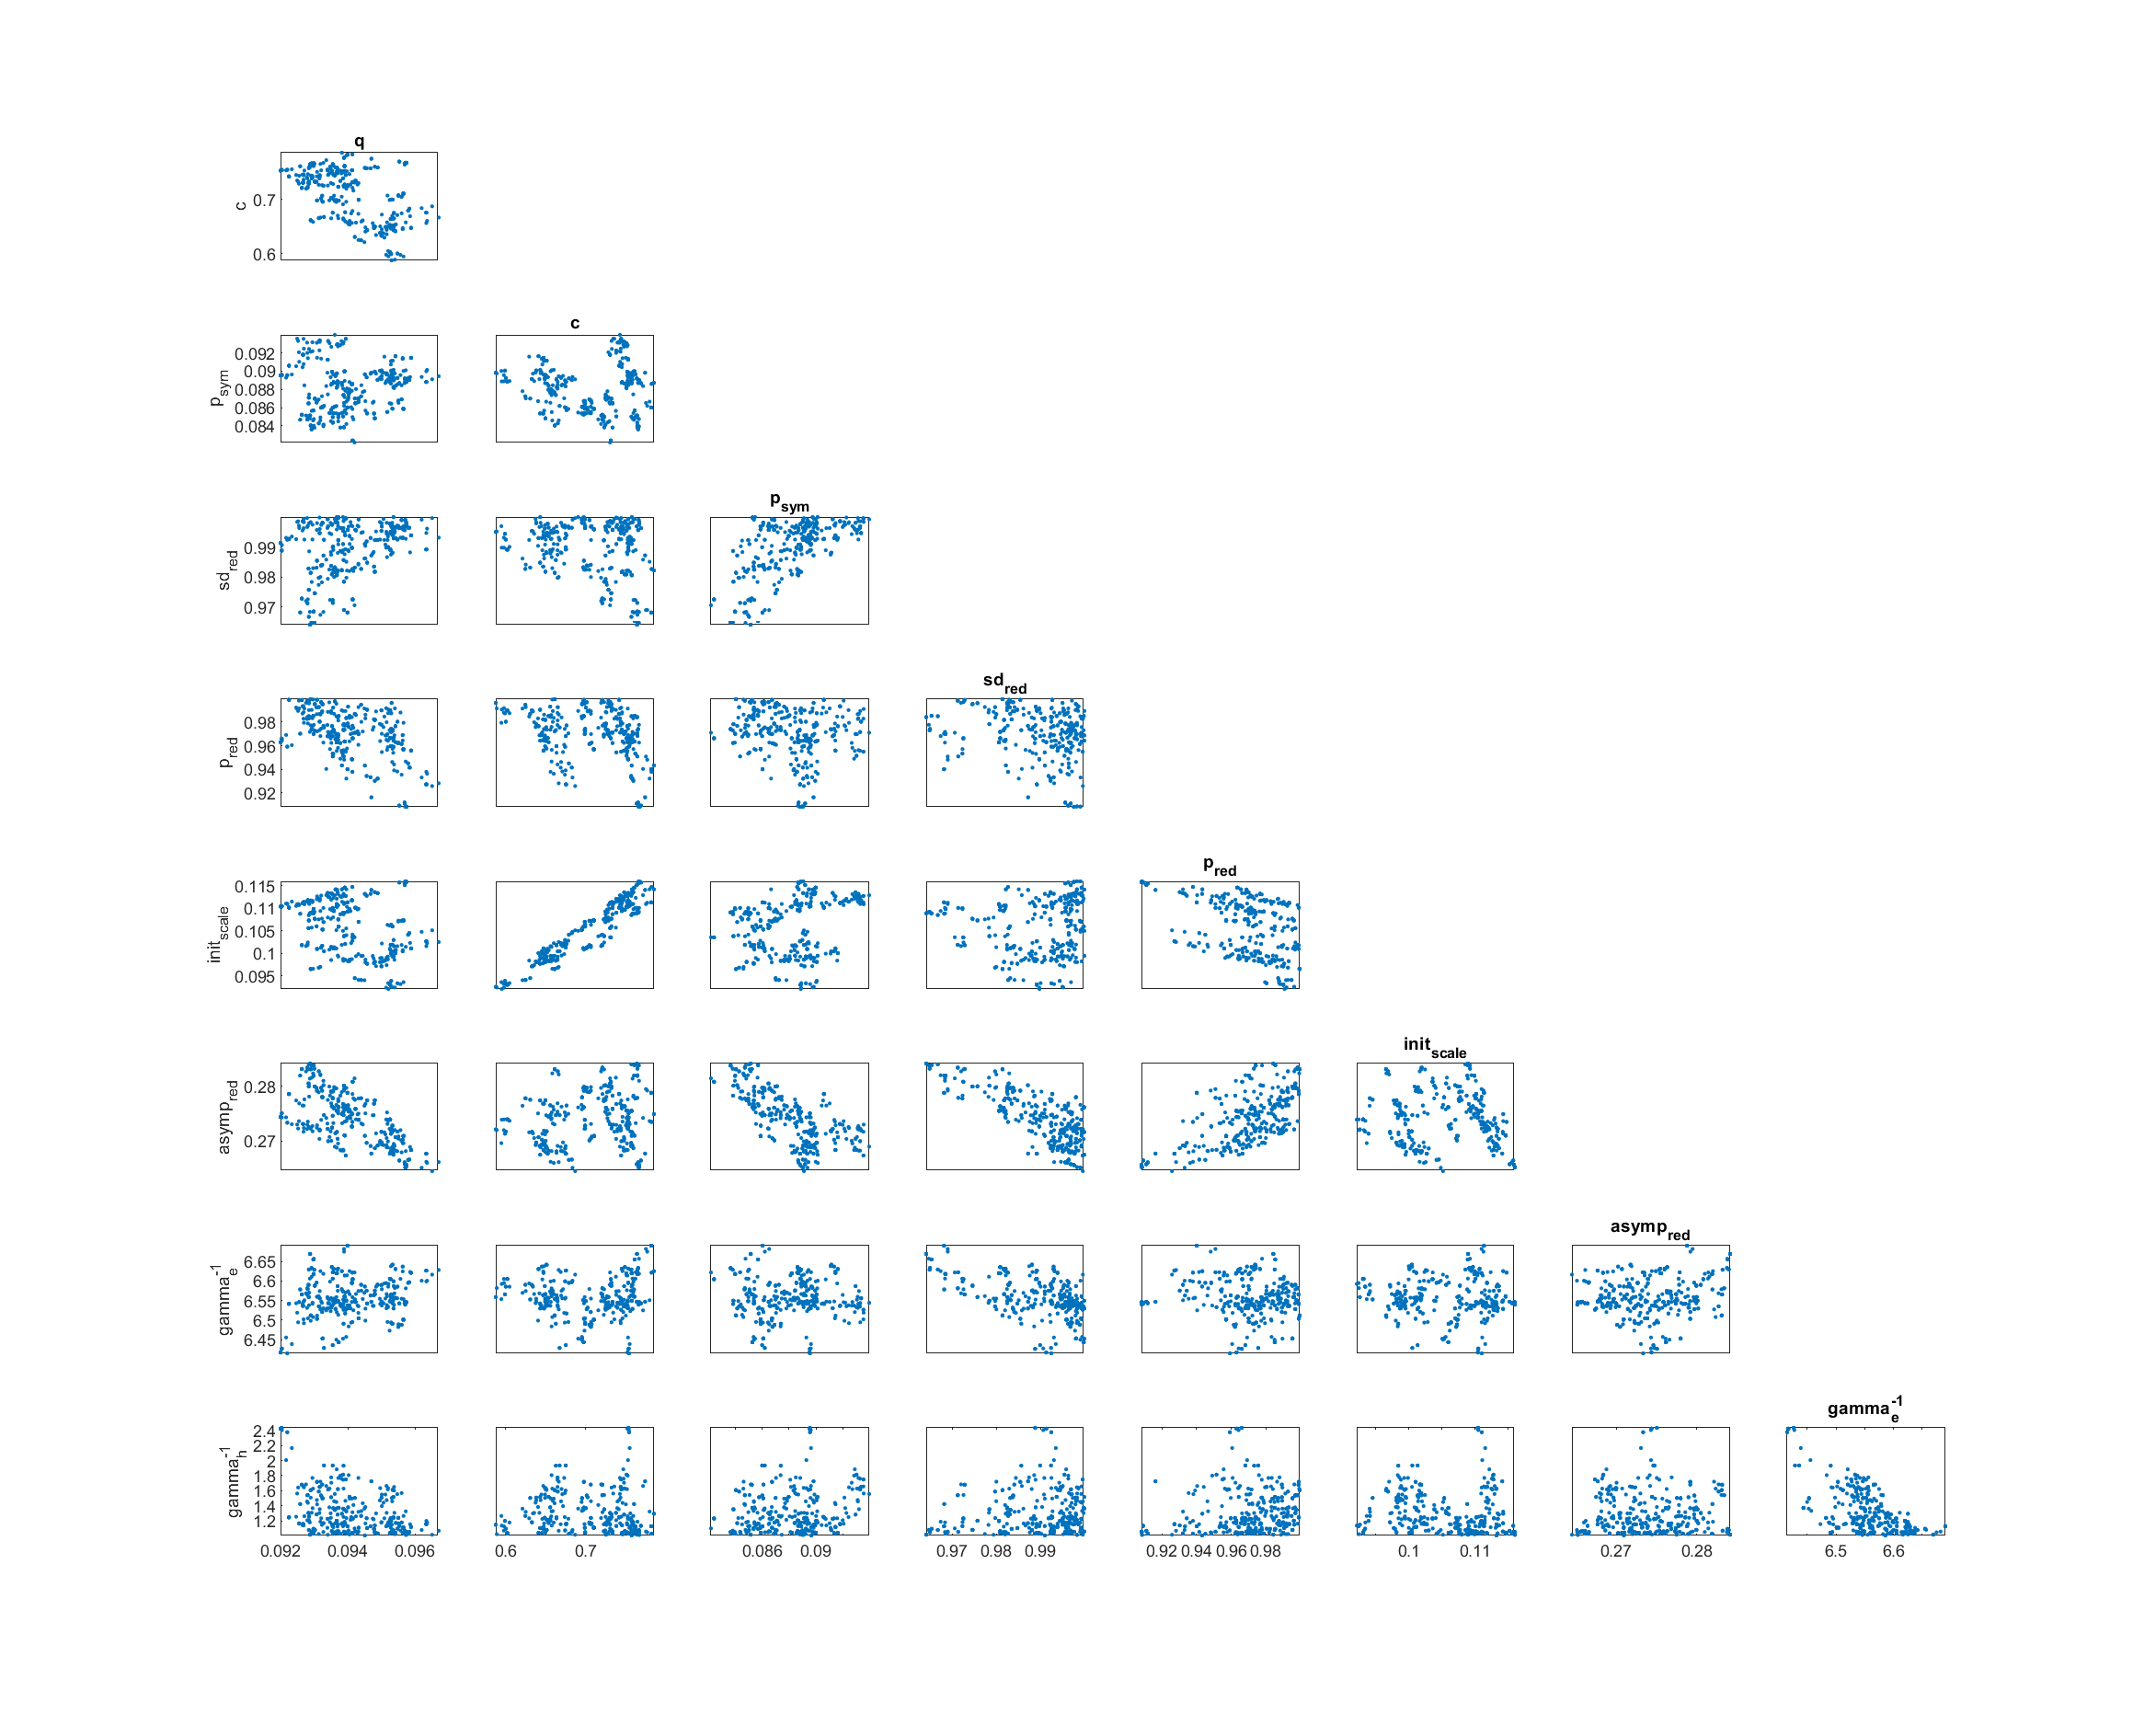 q
c 0.7
0.6
c
p_sym 0.092
0.09
0.088
0.086
0.084
p_sym
sd_red 0.99
0.98
0.97
sd_red
p_red 0.98
0.96
0.94
0.92
p_red
init_scale 0.115
0.11
0.105
0.1
0.095
init_scale
asymp_red 0.28
0.27
asymp_red
gamma_e^-1 6.65
6.6
6.55
6.5
6.45
gamma_e^-1
gamma_h^-1 2.4
2.2
2
1.8
1.6
1.4
1.2
0.092 0.094 0.096 0.6 0.7 0.086 0.09 0.97 0.98 0.99 0.92 0.94 0.96 0.98 0.1 0.11 0.27 0.28 6.5 6.6